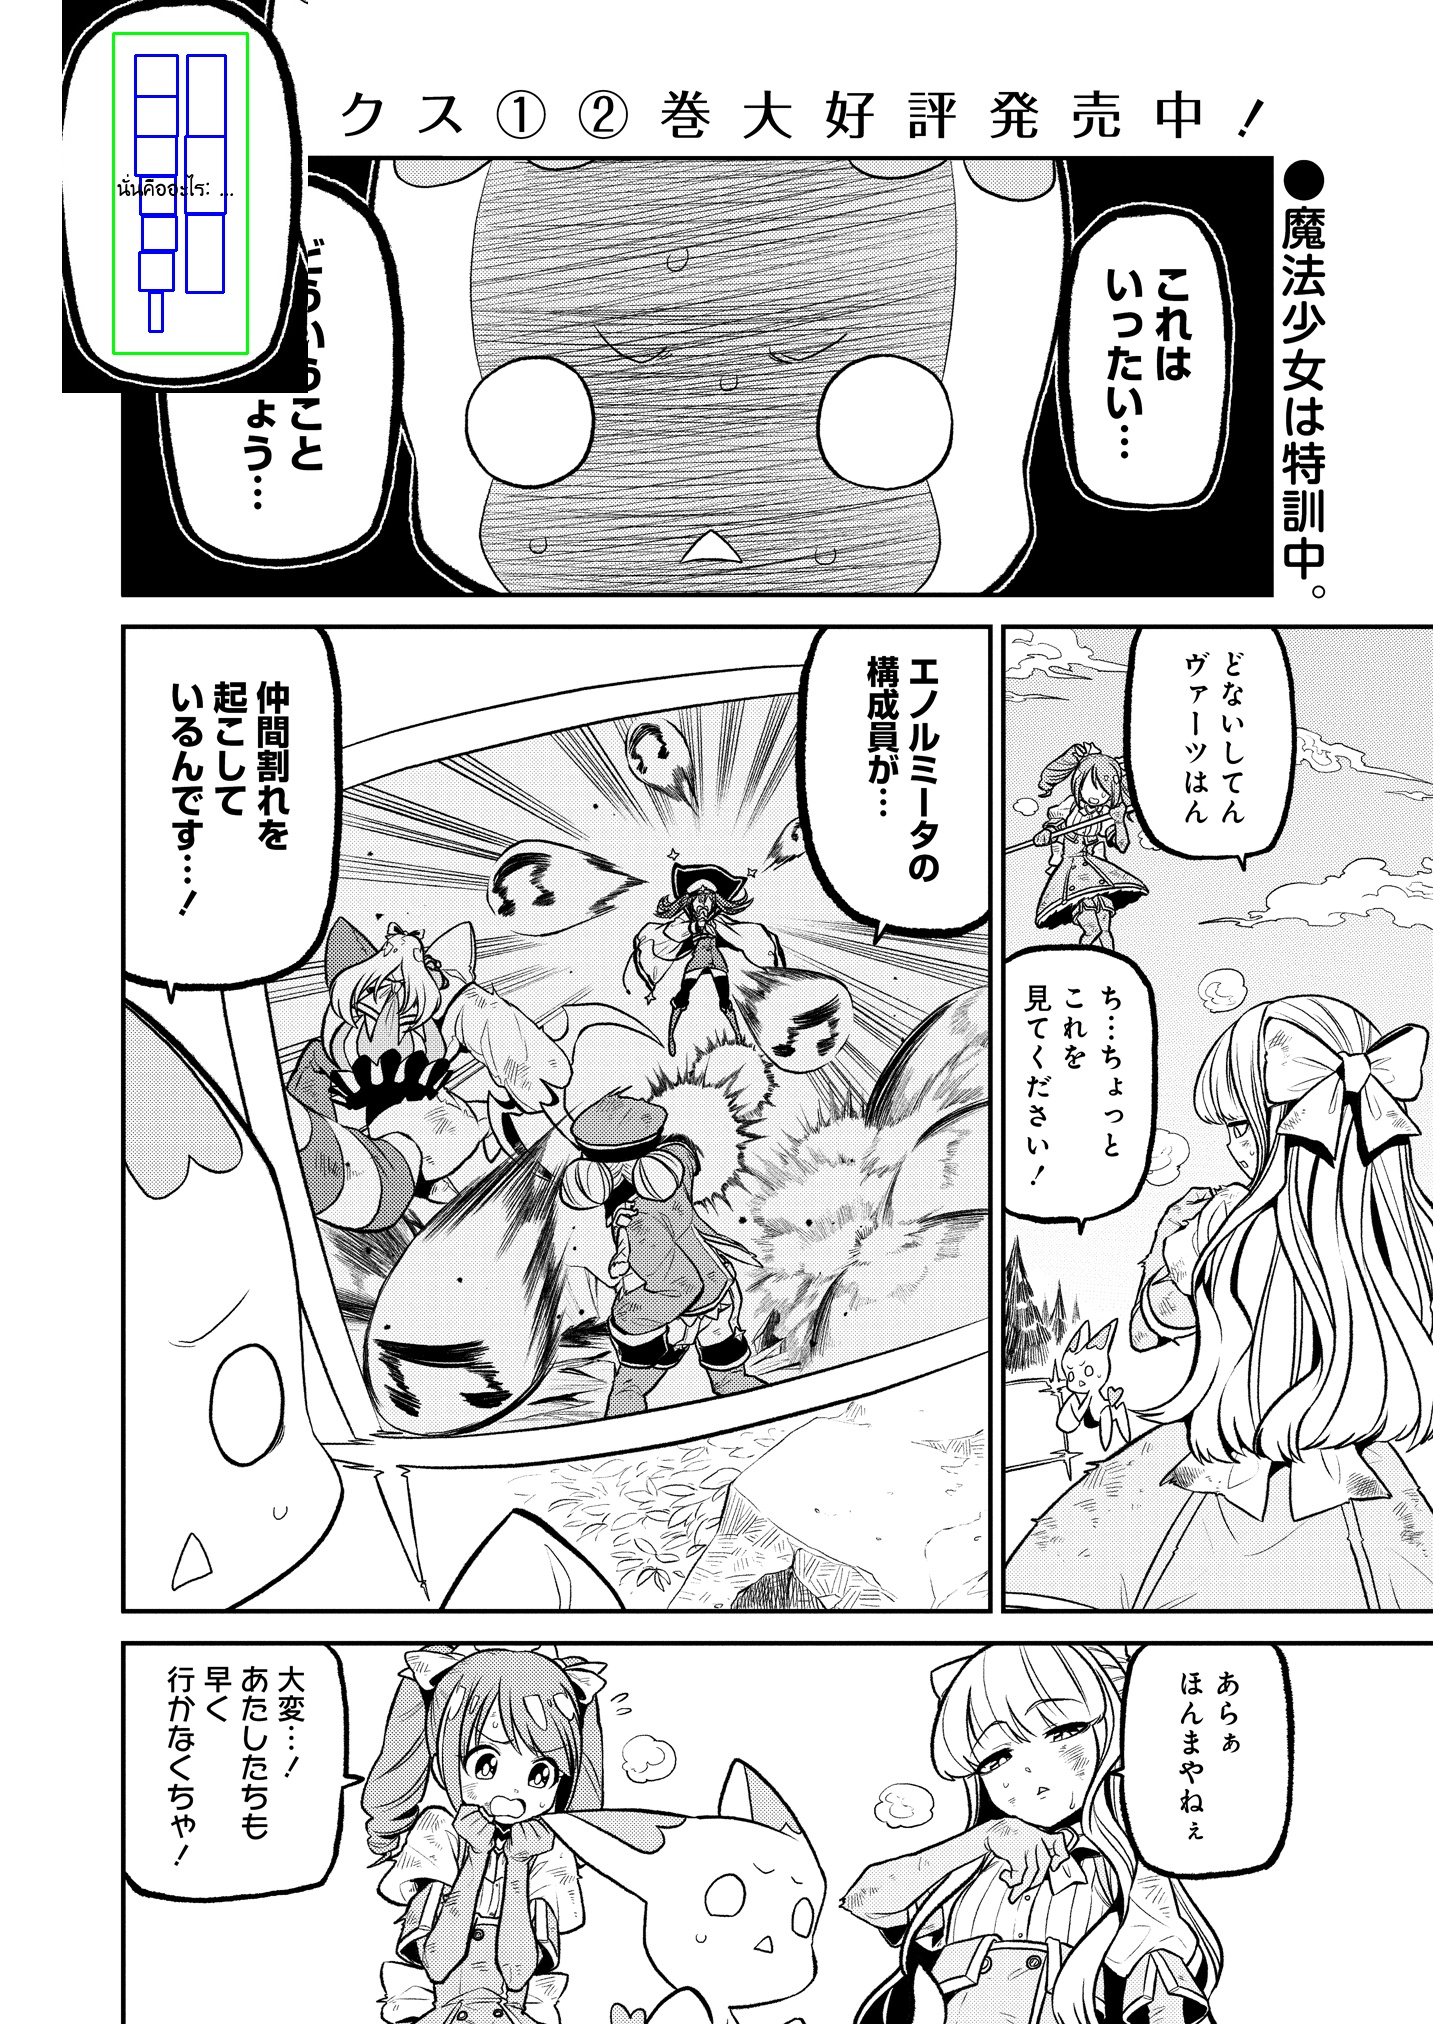 クス①②巻大好評発売中！
●魔法少女は特訓中。
これは
いったい…
どういうこと
ょう…
นั่นคืออะไร: ...
どないしてん
ヴァーツはん
ち…ちょっと
これを
見てください！
エノルミータの
構成員が…
仲間割れを
起こして
いるんです…！
あらぁ
ほんまやねぇ
大変…！
あたしたちも
早く
行かなくちゃ！